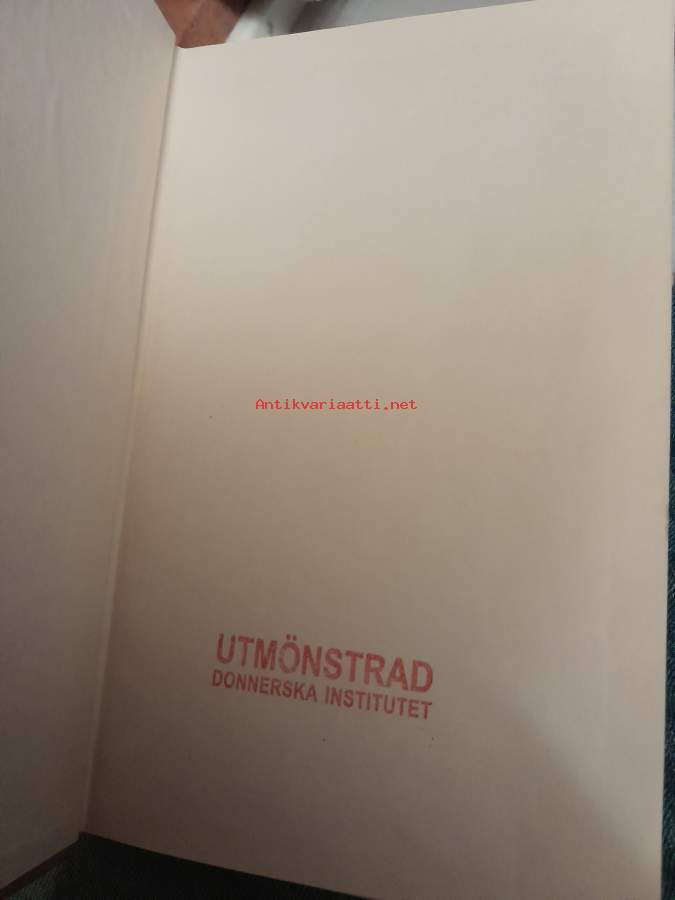 Antikvariaatti.net
UTMÖNSTRAD
DONNERSKA INSTITUTET